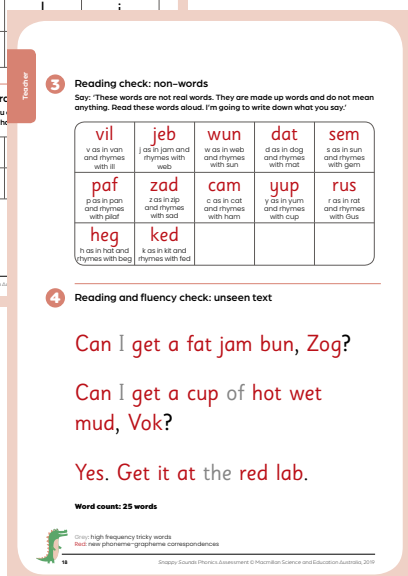 Teacher
3 Reading check: non-words
Say: ‘These words are not real words. They are made up words and do not mean
anything. Read these words aloud. I’m going to write down what you say.’
vil jeb wun dat sem
v as in van and rhymes with ill
j as in jam and rhymes with web
w as in web and rhymes with sun
d as in dog and rhymes with mat
s as in sun and rhymes with gem
paf zad cam yup rus
p as in pan and rhymes with pilaf
z as in zip and rhymes with sad
c as in cat and rhymes with ham
y as in yum and rhymes with cup
r as in rat and rhymes with Gus
heg ked
h as in hat and rhymes with beg
k as in kit and rhymes with fed
4 Reading and fluency check: unseen text
Can I get a fat jam bun, Zog?
Can I get a cup of hot wet
mud, Vok?
Yes. Get it at the red lab.
Word count: 25 words
Grey: high frequency tricky words
Red: new phoneme-grapheme correspondences
18 Snappy Sounds Phonics Assessment © Macmillan Science and Education Australia, 2019